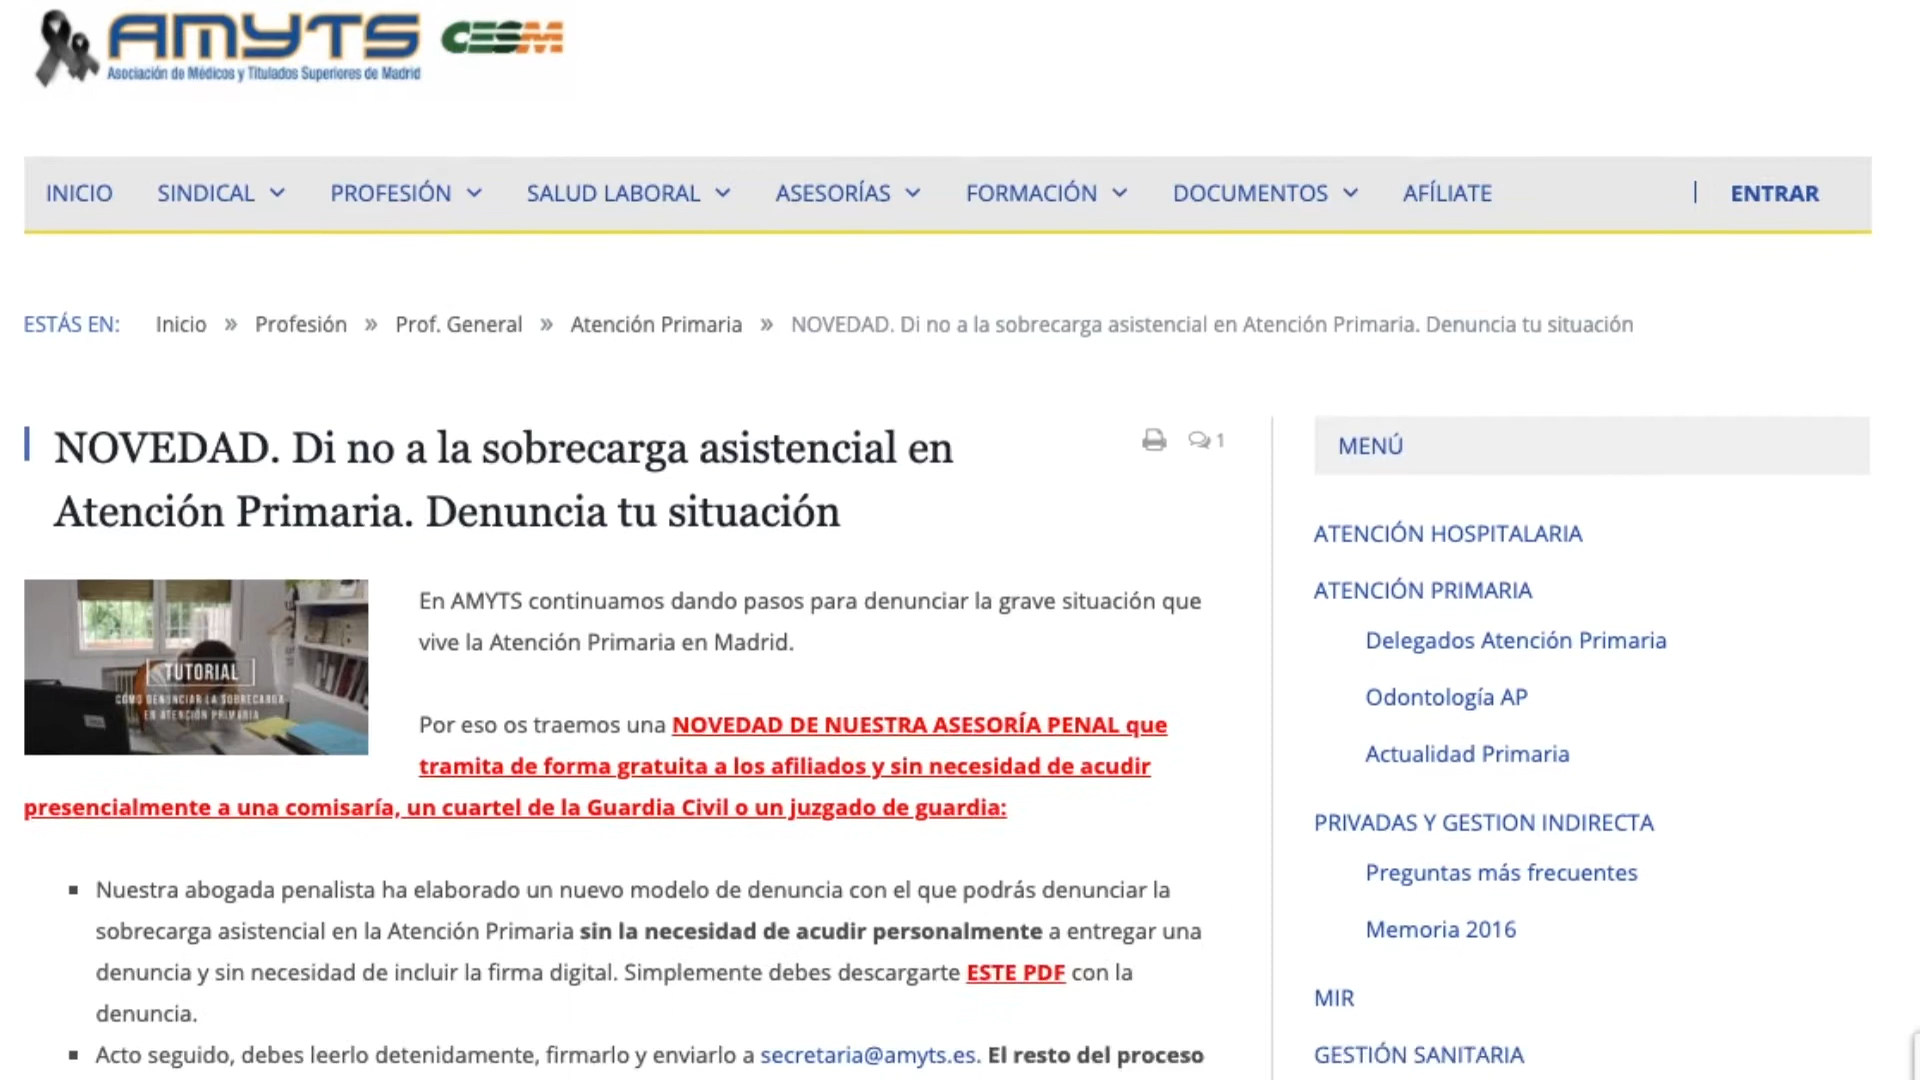 AMYTS CESM
Asociación de Médicos y Titulados Superiores de Madrid
INICIO SINDICAL PROFESIÓN SALUD LABORAL ASESORÍAS FORMACIÓN DOCUMENTOS AFÍLIATE | ENTRAR
ESTÁS EN: Inicio » Profesión » Prof. General » Atención Primaria » NOVEDAD. Di no a la sobrecarga asistencial en Atención Primaria. Denuncia tu situación
NOVEDAD. Di no a la sobrecarga asistencial en
Atención Primaria. Denuncia tu situación
1
TUTORIAL
CÓMO DENUNCIAR LA SOBRECARGA
EN ATENCIÓN PRIMARIA
En AMYTS continuamos dando pasos para denunciar la grave situación que
vive la Atención Primaria en Madrid.
Por eso os traemos una NOVEDAD DE NUESTRA ASESORÍA PENAL que
tramita de forma gratuita a los afiliados y sin necesidad de acudir
presencialmente a una comisaría, un cuartel de la Guardia Civil o un juzgado de guardia:
▪ Nuestra abogada penalista ha elaborado un nuevo modelo de denuncia con el que podrás denunciar la
sobrecarga asistencial en la Atención Primaria sin la necesidad de acudir personalmente a entregar una
denuncia y sin necesidad de incluir la firma digital. Simplemente debes descargarte ESTE PDF con la
denuncia.
▪ Acto seguido, debes leerlo detenidamente, firmarlo y enviarlo a secretaria@amyts.es. El resto del proceso
MENÚ
ATENCIÓN HOSPITALARIA
ATENCIÓN PRIMARIA
Delegados Atención Primaria
Odontología AP
Actualidad Primaria
PRIVADAS Y GESTION INDIRECTA
Preguntas más frecuentes
Memoria 2016
MIR
GESTIÓN SANITARIA